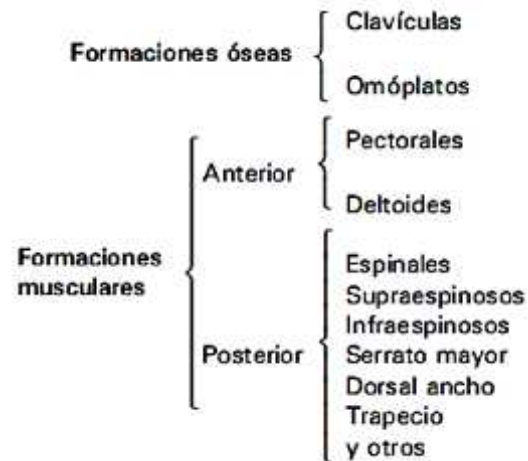 Formaciones óseas
Clavículas
Omóplatos
Formaciones
musculares
Anterior
Pectorales
Deltoides
Posterior
Espinales
Supraespinosos
Infraespinosos
Serrato mayor
Dorsal ancho
Trapecio
y otros